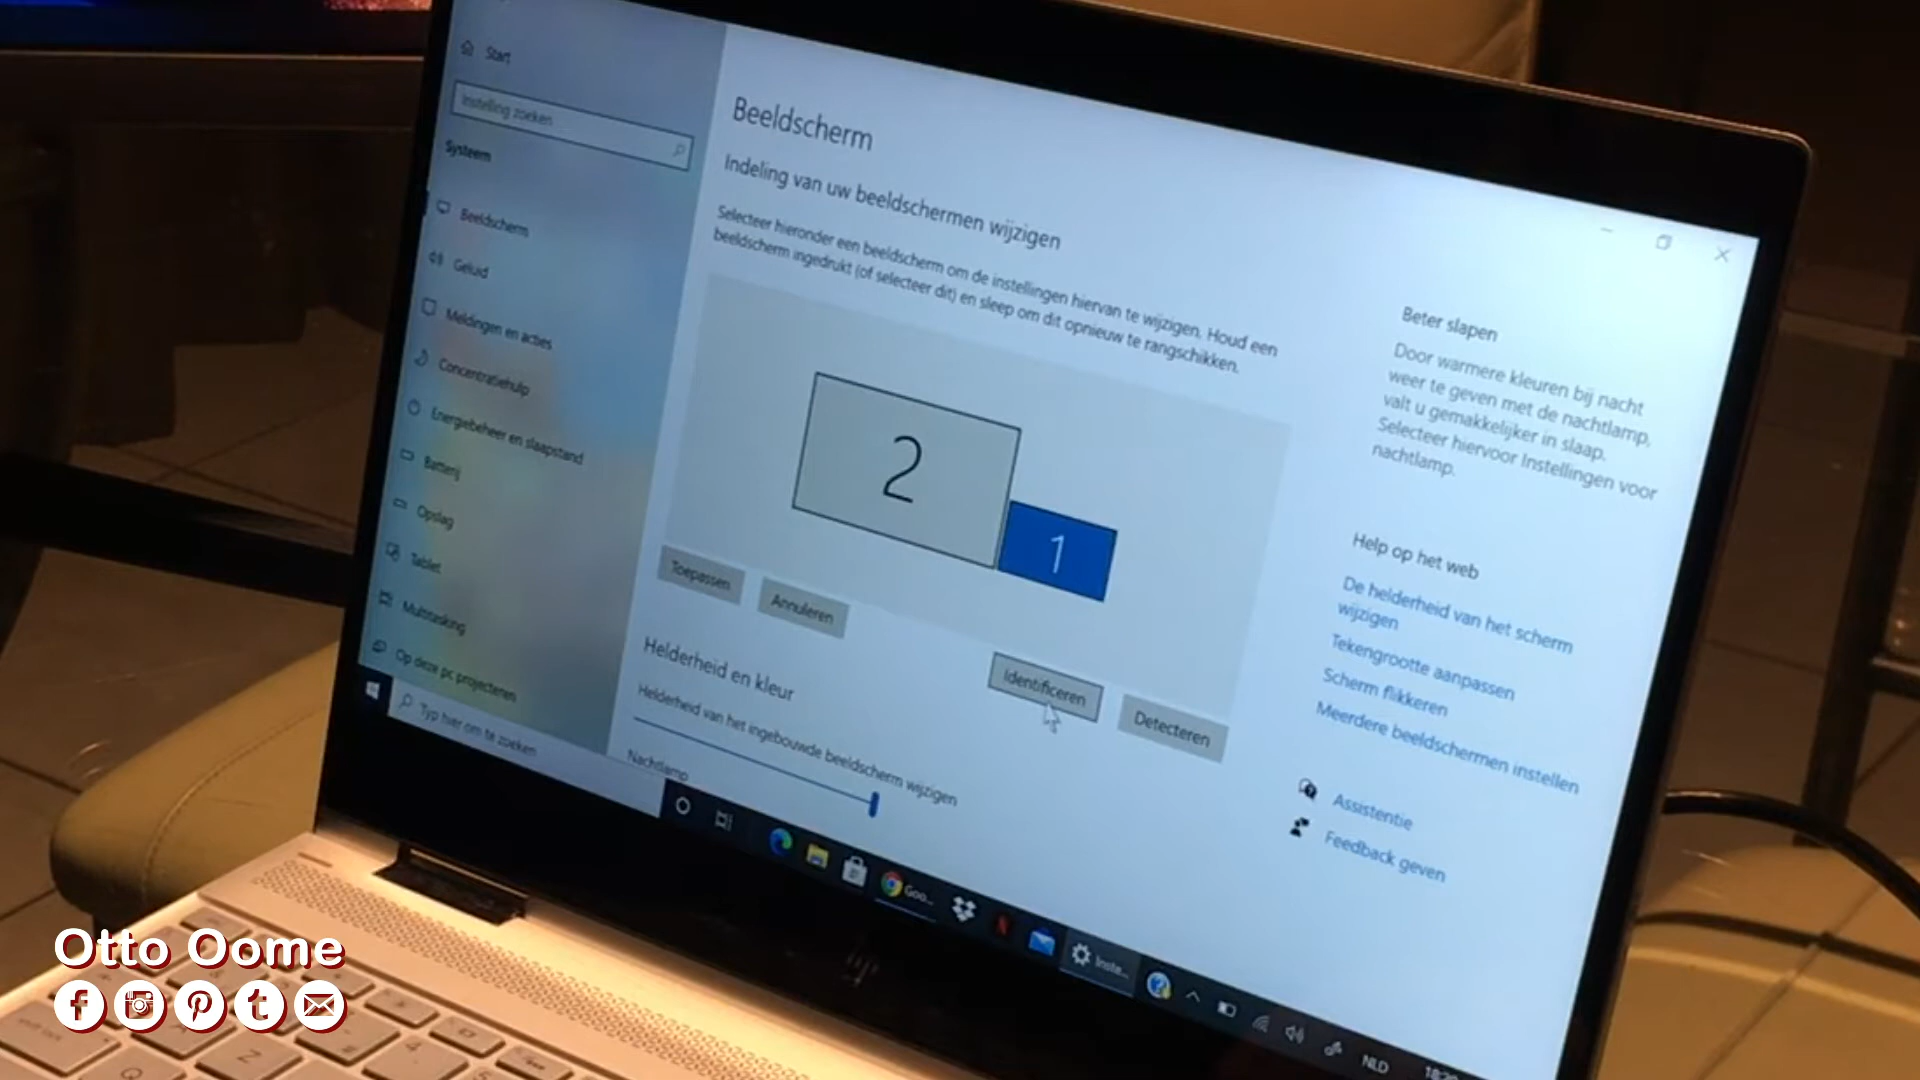 Start
Instelling zoeken
Systeem
Beeldscherm
Geluid
Meldingen en acties
Concentratiehulp
Energiebeheer en slaapstand
Batterij
Opslag
Tablet
Multitasking
Op deze pc projecteren
Typ hier om te zoeken
Beeldscherm
Indeling van uw beeldschermen wijzigen
Selecteer hieronder een beeldscherm om de instellingen hiervan te wijzigen. Houd een
beeldscherm ingedrukt (of selecteer dit) en sleep om dit opnieuw te rangschikken.
2
1
Toepassen
Annuleren
Identificeren
Detecteren
Helderheid en kleur
Helderheid van het ingebouwde beeldscherm wijzigen
Nachtlamp
Beter slapen
Door warmere kleuren bij nacht
weer te geven met de nachtlamp,
valt u gemakkelijker in slaap.
Selecteer hiervoor Instellingen voor
nachtlamp.
Help op het web
De helderheid van het scherm
wijzigen
Tekengrootte aanpassen
Scherm flikkeren
Meerdere beeldschermen instellen
Assistentie
Feedback geven
Goo...
Inste...
NLD
hp
Otto Oome